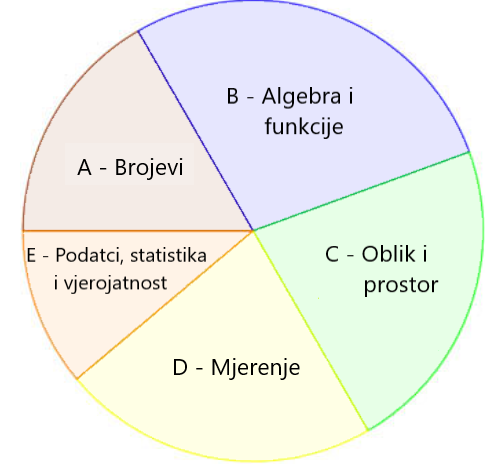 B - Algebra i
funkcije
A - Brojevi
E - Podatci, statistika
i vjerojatnost
C - Oblik i
prostor
D - Mjerenje